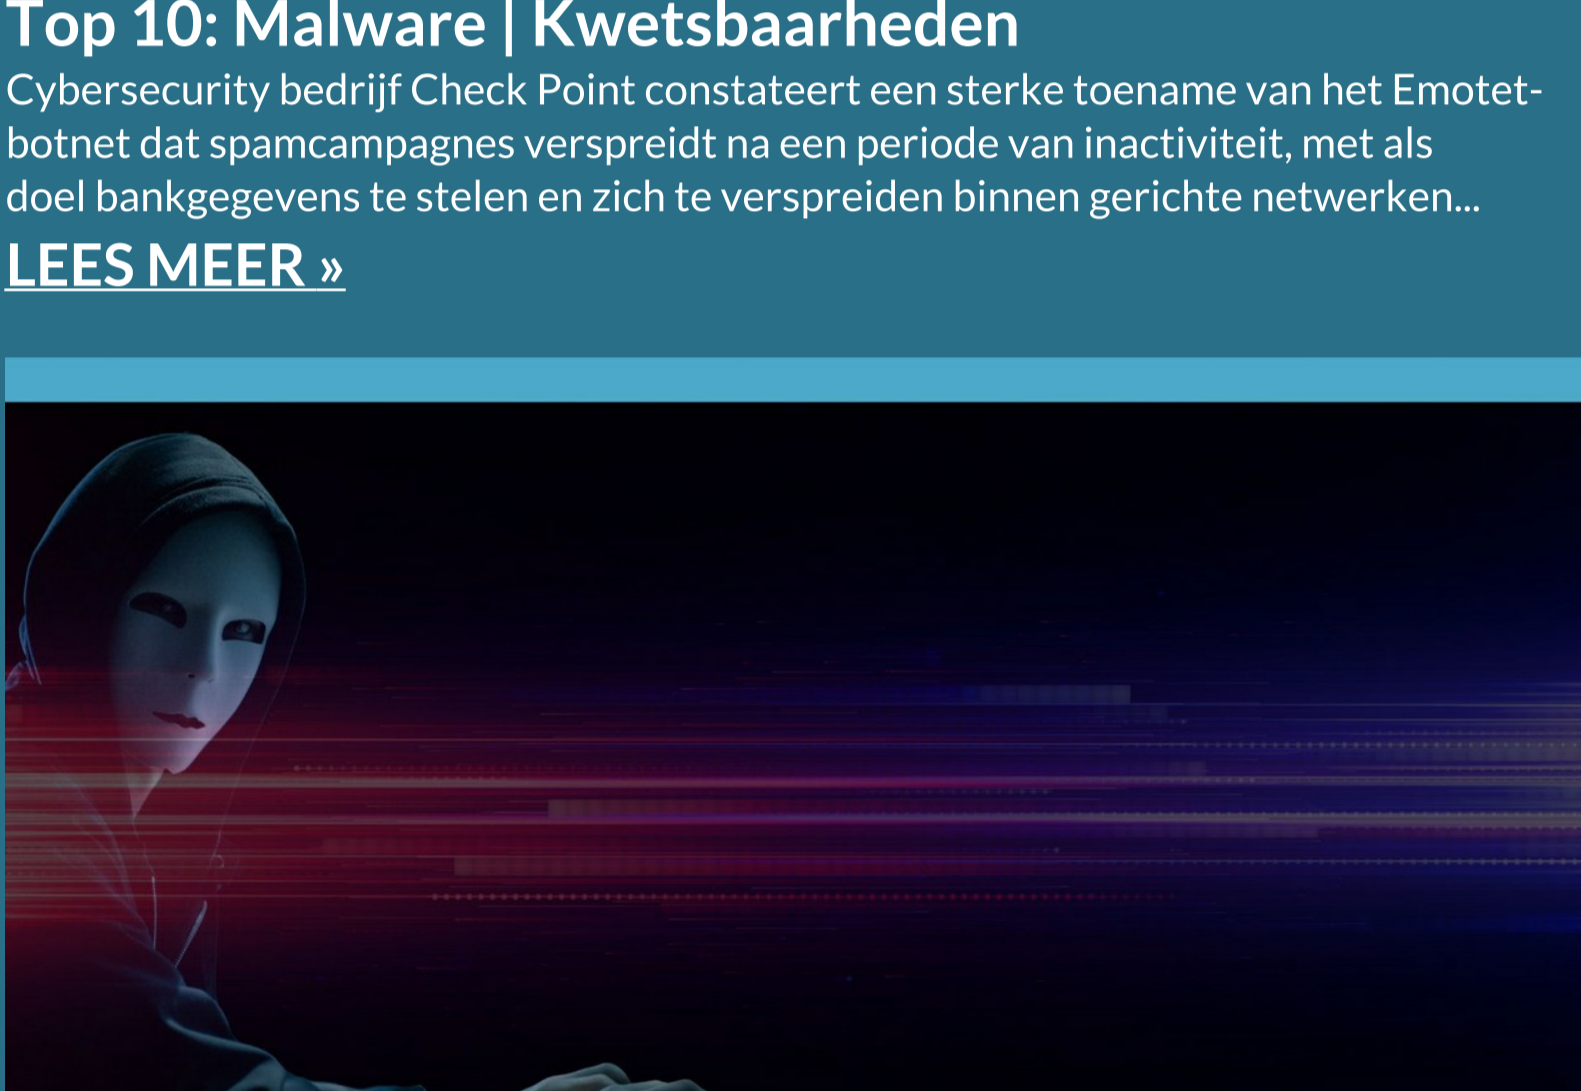 Top 10: Malware | Kwetsbaarheden
Cybersecurity bedrijf Check Point constateert een sterke toename van het Emotet-
botnet dat spamcampagnes verspreidt na een periode van inactiviteit, met als
doel bankgegevens te stelen en zich te verspreiden binnen gerichte netwerken...
LEES MEER »